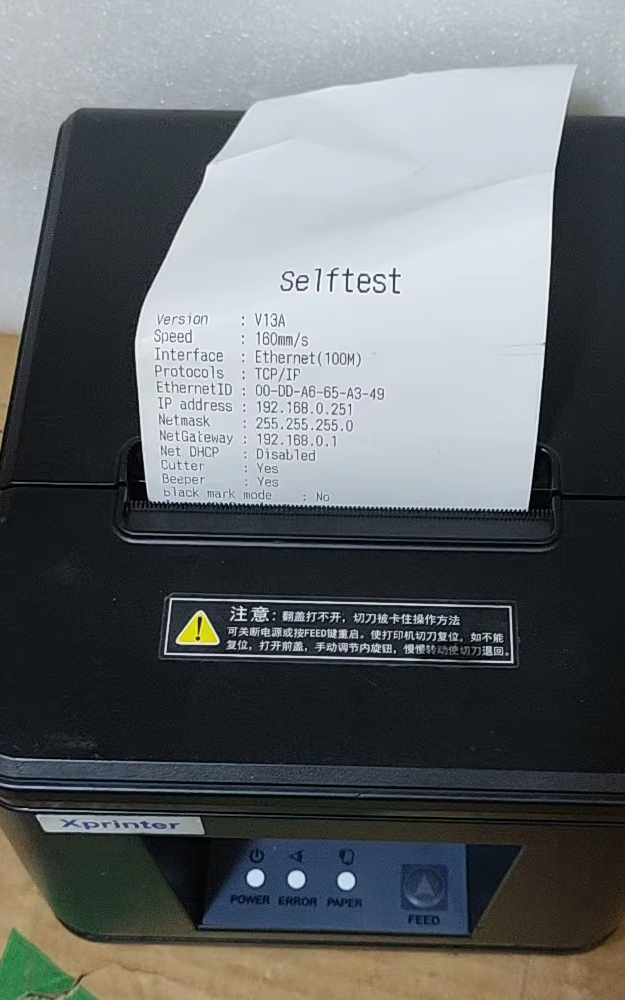 Selftest
Version : V13A
Speed : 160mm/s
Interface : Ethernet(100M)
Protocols : TCP/IP
EthernetID : 00-DD-A6-65-A3-49
IP address : 192.168.0.251
Netmask : 255.255.255.0
NetGateway : 192.168.0.1
Net DHCP : Disabled
Cutter : Yes
Beeper : Yes
black mark mode : No
注意：翻盖打不开，切刀被卡住操作方法
可关断电源或按FEED键重启。使打印机切刀复位，如不能
复位，打开前盖，手动调节内旋钮，慢慢转动使切刀退回。
Xprinter
POWER ERROR PAPER
FEED